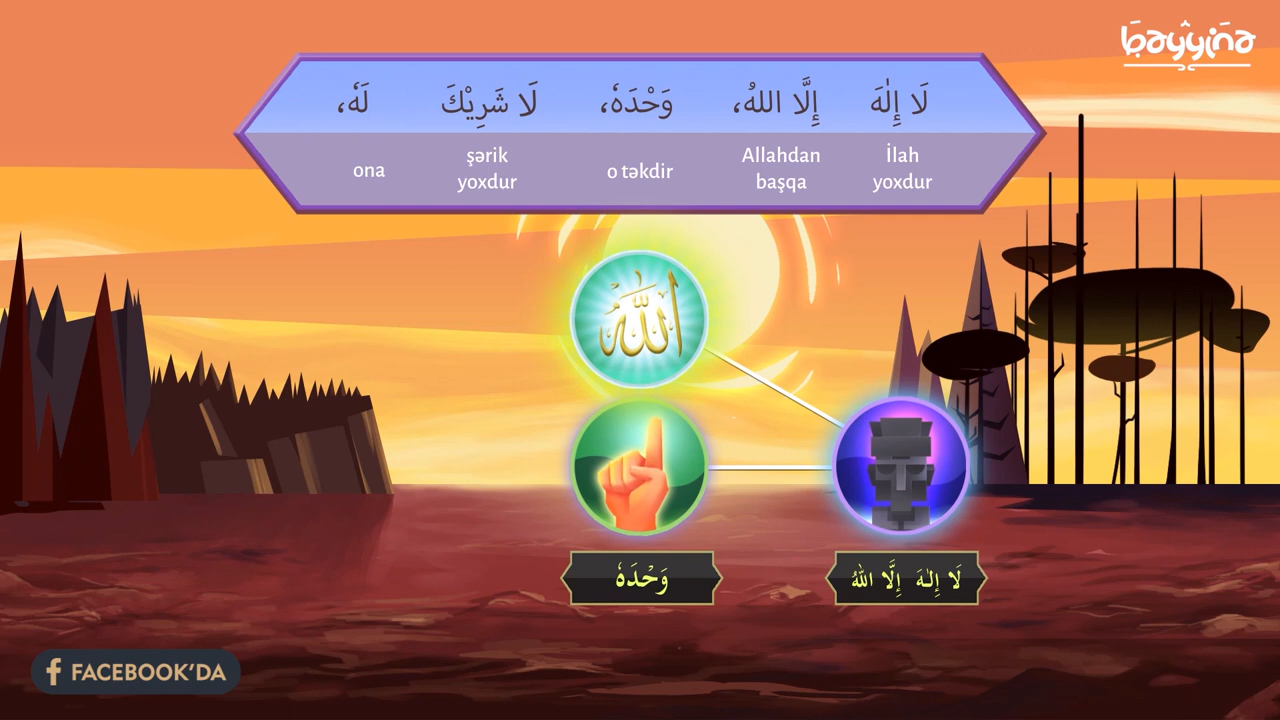 bayyina
لَا إِلٰهَ إِلَّا اللهُ، وَحْدَهٗ، لَا شَرِيْكَ لَهٗ،
İlah yoxdur
Allahdan başqa
o təkdir
şərik yoxdur
ona
الله
وَحْدَهٗ
لَا إِلٰهَ إِلَّا اللهُ
FACEBOOK’DA